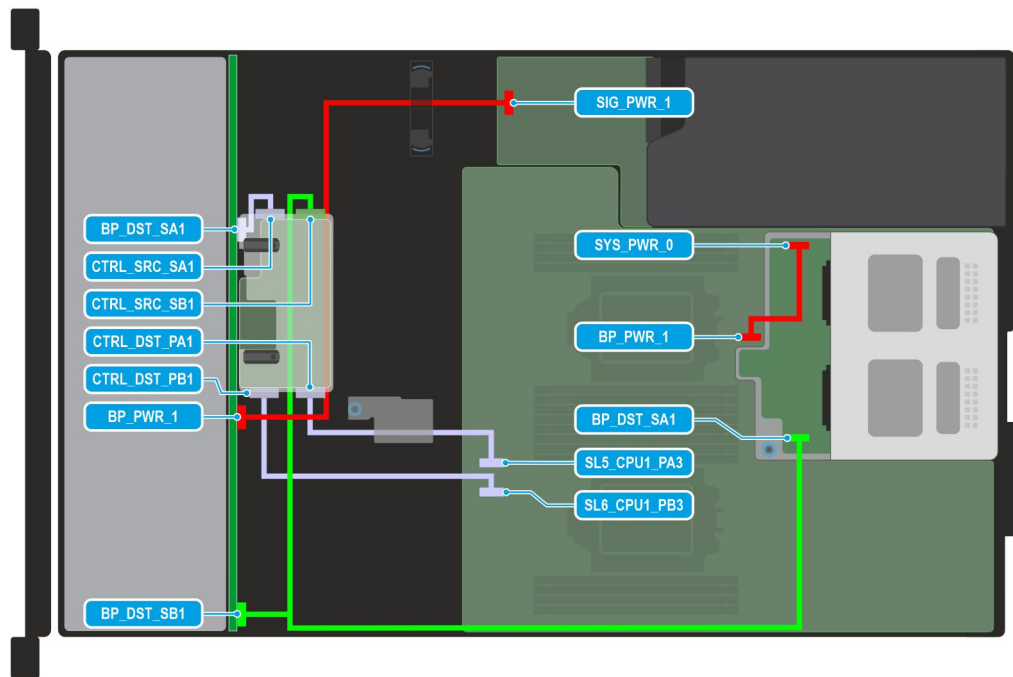 SIG_PWR_1
BP_DST_SA1
CTRL_SRC_SA1
CTRL_SRC_SB1
CTRL_DST_PA1
CTRL_DST_PB1
BP_PWR_1
BP_DST_SB1
SYS_PWR_0
BP_PWR_1
BP_DST_SA1
SL5_CPU1_PA3
SL6_CPU1_PB3